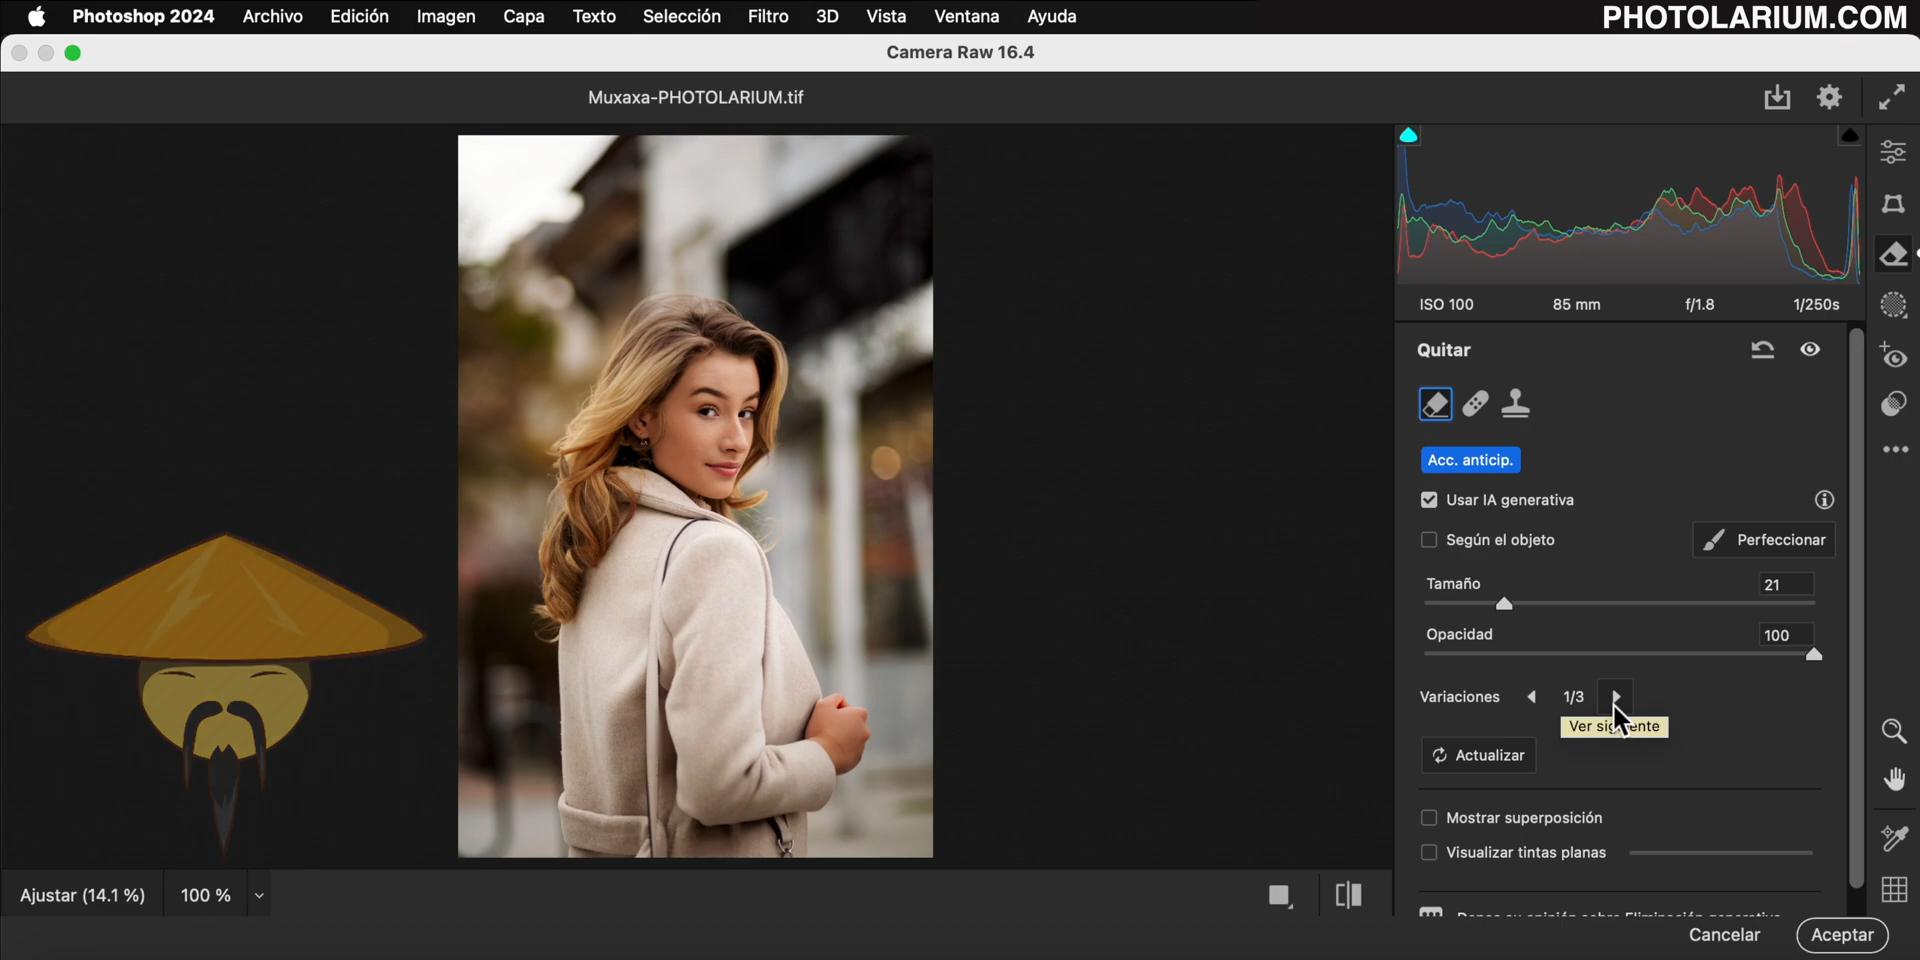 Photoshop 2024 Archivo Edición Imagen Capa Texto Selección Filtro 3D Vista Ventana Ayuda
PHOTOLARIUM.COM
Camera Raw 16.4
Muxaxa-PHOTOLARIUM.tif
ISO 100 85 mm f/1.8 1/250s
Quitar
Acc. anticip.
Usar IA generativa
Según el objeto
Perfeccionar
Tamaño 21
Opacidad 100
Variaciones 1/3
Ver siguiente
Actualizar
Mostrar superposición
Visualizar tintas planas
Ajustar (14.1 %) 100 %
Cancelar Aceptar